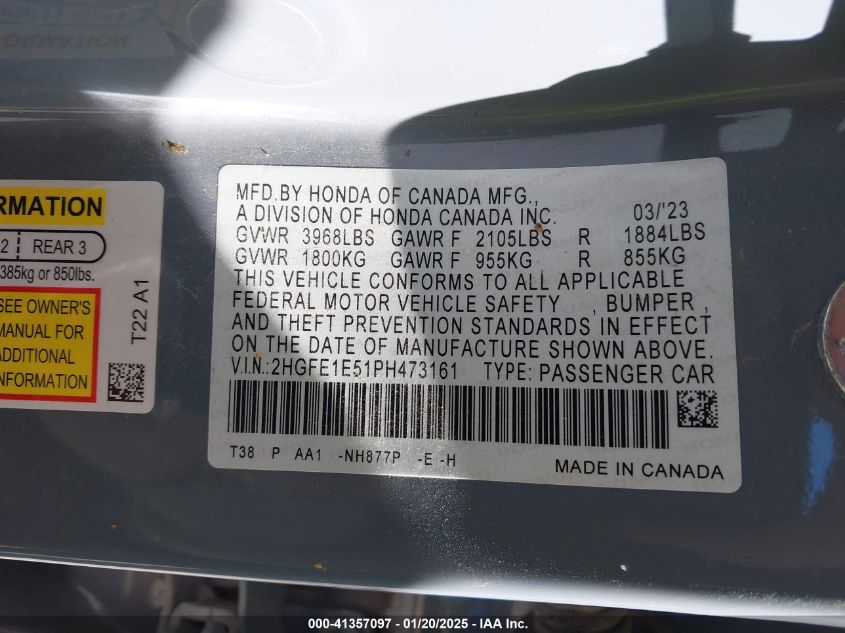 ORMATION
RMATION
2 REAR 3
385kg or 850lbs.
SEE OWNER'S
MANUAL FOR
ADDITIONAL
INFORMATION
T22 A1
MFD.BY HONDA OF CANADA MFG.,
A DIVISION OF HONDA CANADA INC. 03/'23
GVWR 3968LBS GAWR F 2105LBS R 1884LBS
GVWR 1800KG GAWR F 955KG R 855KG
THIS VEHICLE CONFORMS TO ALL APPLICABLE
FEDERAL MOTOR VEHICLE SAFETY , BUMPER ,
AND THEFT PREVENTION STANDARDS IN EFFECT
ON THE DATE OF MANUFACTURE SHOWN ABOVE.
V.I.N.:2HGFE1E51PH473161 TYPE: PASSENGER CAR
T38 P AA1 -NH877P -E -H
MADE IN CANADA
000-41357097 - 01/20/2025 - IAA Inc.